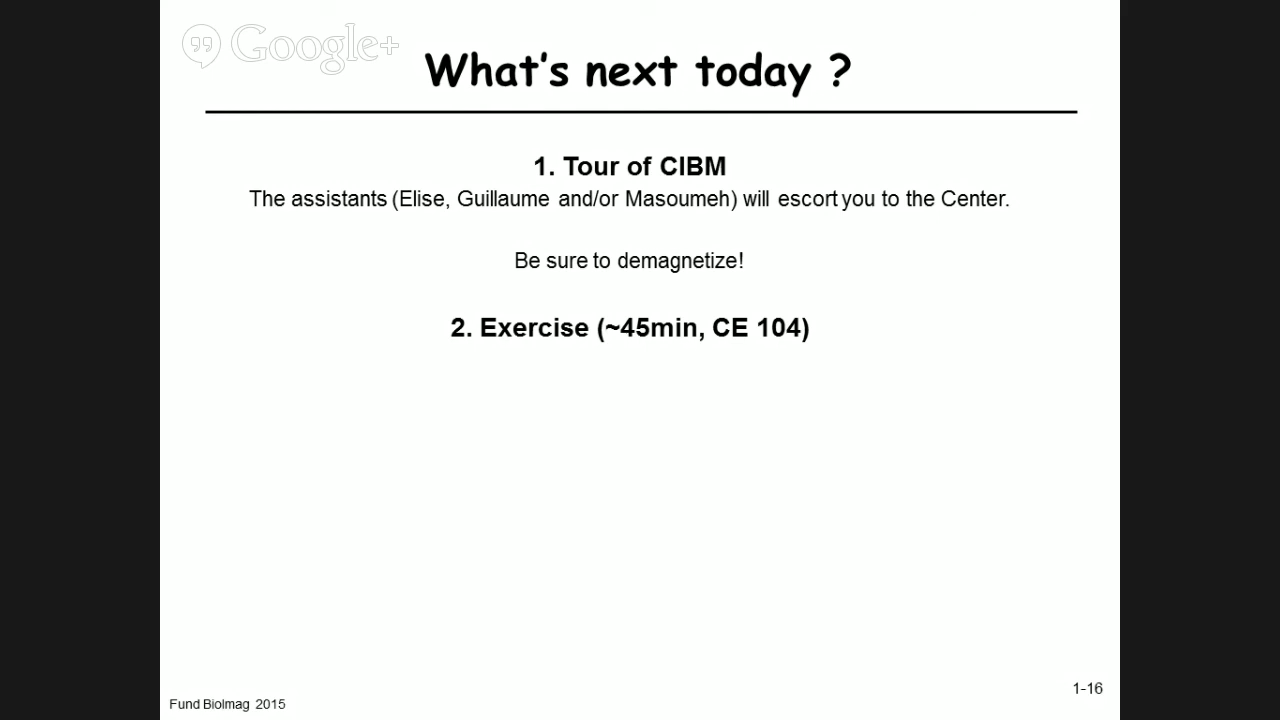 Google+
What's next today ?
1. Tour of CIBM
The assistants (Elise, Guillaume and/or Masoumeh) will escort you to the Center.
Be sure to demagnetize!
2. Exercise (~45min, CE 104)
1-16
Fund BioImag 2015